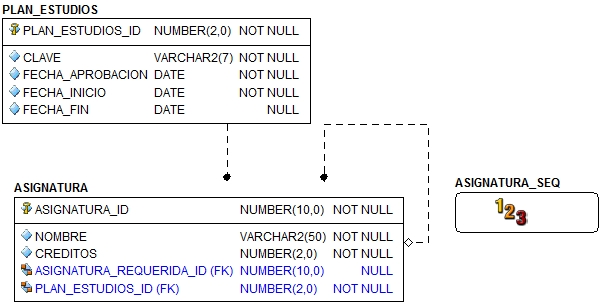 PLAN_ESTUDIOS
PLAN_ESTUDIOS_ID NUMBER(2,0) NOT NULL
CLAVE VARCHAR2(7) NOT NULL
FECHA_APROBACION DATE NOT NULL
FECHA_INICIO DATE NOT NULL
FECHA_FIN DATE NULL
ASIGNATURA
ASIGNATURA_ID NUMBER(10,0) NOT NULL
NOMBRE VARCHAR2(50) NOT NULL
CREDITOS NUMBER(2,0) NOT NULL
ASIGNATURA_REQUERIDA_ID (FK) NUMBER(10,0) NULL
PLAN_ESTUDIOS_ID (FK) NUMBER(2,0) NOT NULL
ASIGNATURA_SEQ
123